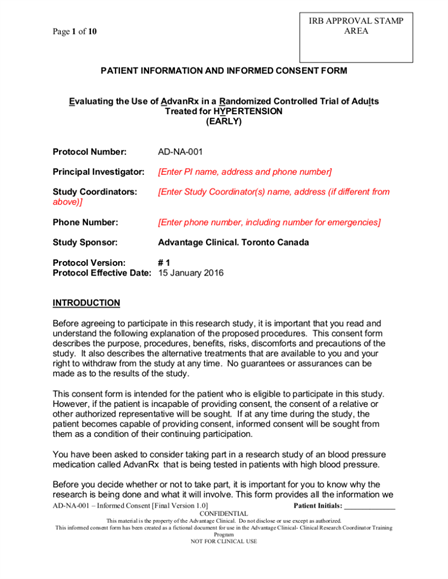 Page 1 of 10
IRB APPROVAL STAMP
AREA
PATIENT INFORMATION AND INFORMED CONSENT FORM
Evaluating the Use of AdvanRx in a Randomized Controlled Trial of Adults
Treated for HYPERTENSION
(EARLY)
Protocol Number: AD-NA-001
Principal Investigator: [Enter PI name, address and phone number]
Study Coordinators: [Enter Study Coordinator(s) name, address (if different from
above)]
Phone Number: [Enter phone number, including number for emergencies]
Study Sponsor: Advantage Clinical. Toronto Canada
Protocol Version: # 1
Protocol Effective Date: 15 January 2016
INTRODUCTION
Before agreeing to participate in this research study, it is important that you read and
understand the following explanation of the proposed procedures. This consent form
describes the purpose, procedures, benefits, risks, discomforts and precautions of the
study. It also describes the alternative treatments that are available to you and your
right to withdraw from the study at any time. No guarantees or assurances can be
made as to the results of the study.
This consent form is intended for the patient who is eligible to participate in this study.
However, if the patient is incapable of providing consent, the consent of a relative or
other authorized representative will be sought. If at any time during the study, the
patient becomes capable of providing consent, informed consent will be sought from
them as a condition of their continuing participation.
You have been asked to consider taking part in a research study of an blood pressure
medication called AdvanRx that is being tested in patients with high blood pressure.
Before you decide whether or not to take part, it is important for you to know why the
research is being done and what it will involve. This form provides all the information we
AD-NA-001 – Informed Consent [Final Version 1.0] Patient Initials: _______________
CONFIDENTIAL
This material is the property of the Advantage Clinical. Do not disclose or use except as authorized.
This informed consent form has been created as a fictional document for use in the Advantage Clinical- Clinical Research Coordinator Training
Program
NOT FOR CLINICAL USE